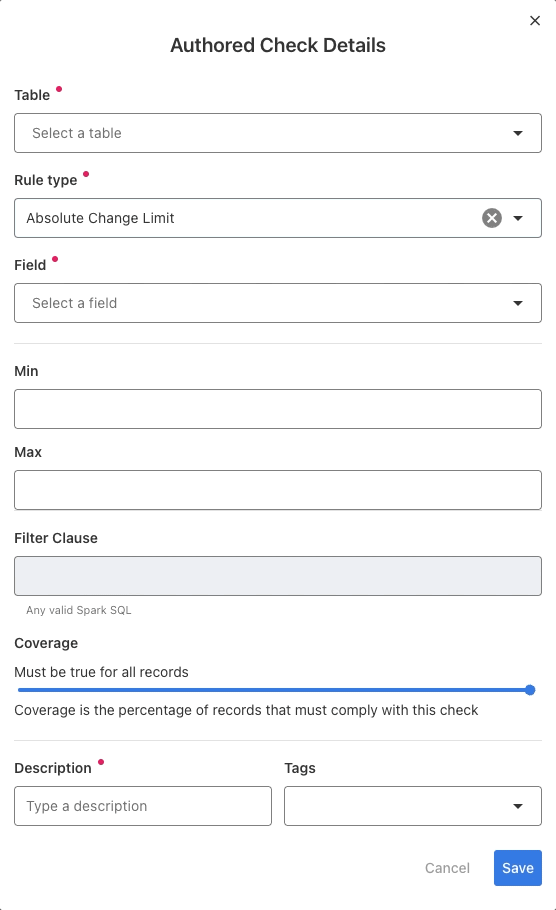 Authored Check Details
Table
Select a table
Rule type
Absolute Change Limit
Field
Select a field
Min
Max
Filter Clause
Any valid Spark SQL
Coverage
Must be true for all records
Coverage is the percentage of records that must comply with this check
Description
Tags
Type a description
Cancel
Save